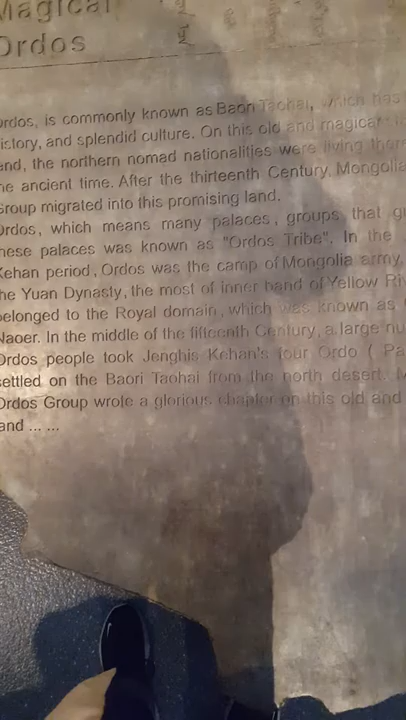 Magical
Ordos
Ordos, is commonly known as Baori Taohai, which has
history, and splendid culture. On this old and magical
land, the northern nomad nationalities were living there
the ancient time. After the thirteenth Century, Mongolia
Group migrated into this promising land.
Ordos, which means many palaces, groups that
these palaces was known as "Ordos Tribe". In the
Kehan period, Ordos was the camp of Mongolia army,
the Yuan Dynasty, the most of inner band of Yellow
belonged to the Royal domain, which was known as
Naoer. In the middle of the fifteenth Century, a large
Ordos people took Jenghis Kehan's four Ordo (
settled on the Baori Taohai from the north desert.
Ordos Group wrote a glorious chapter on this old and
land ... ...